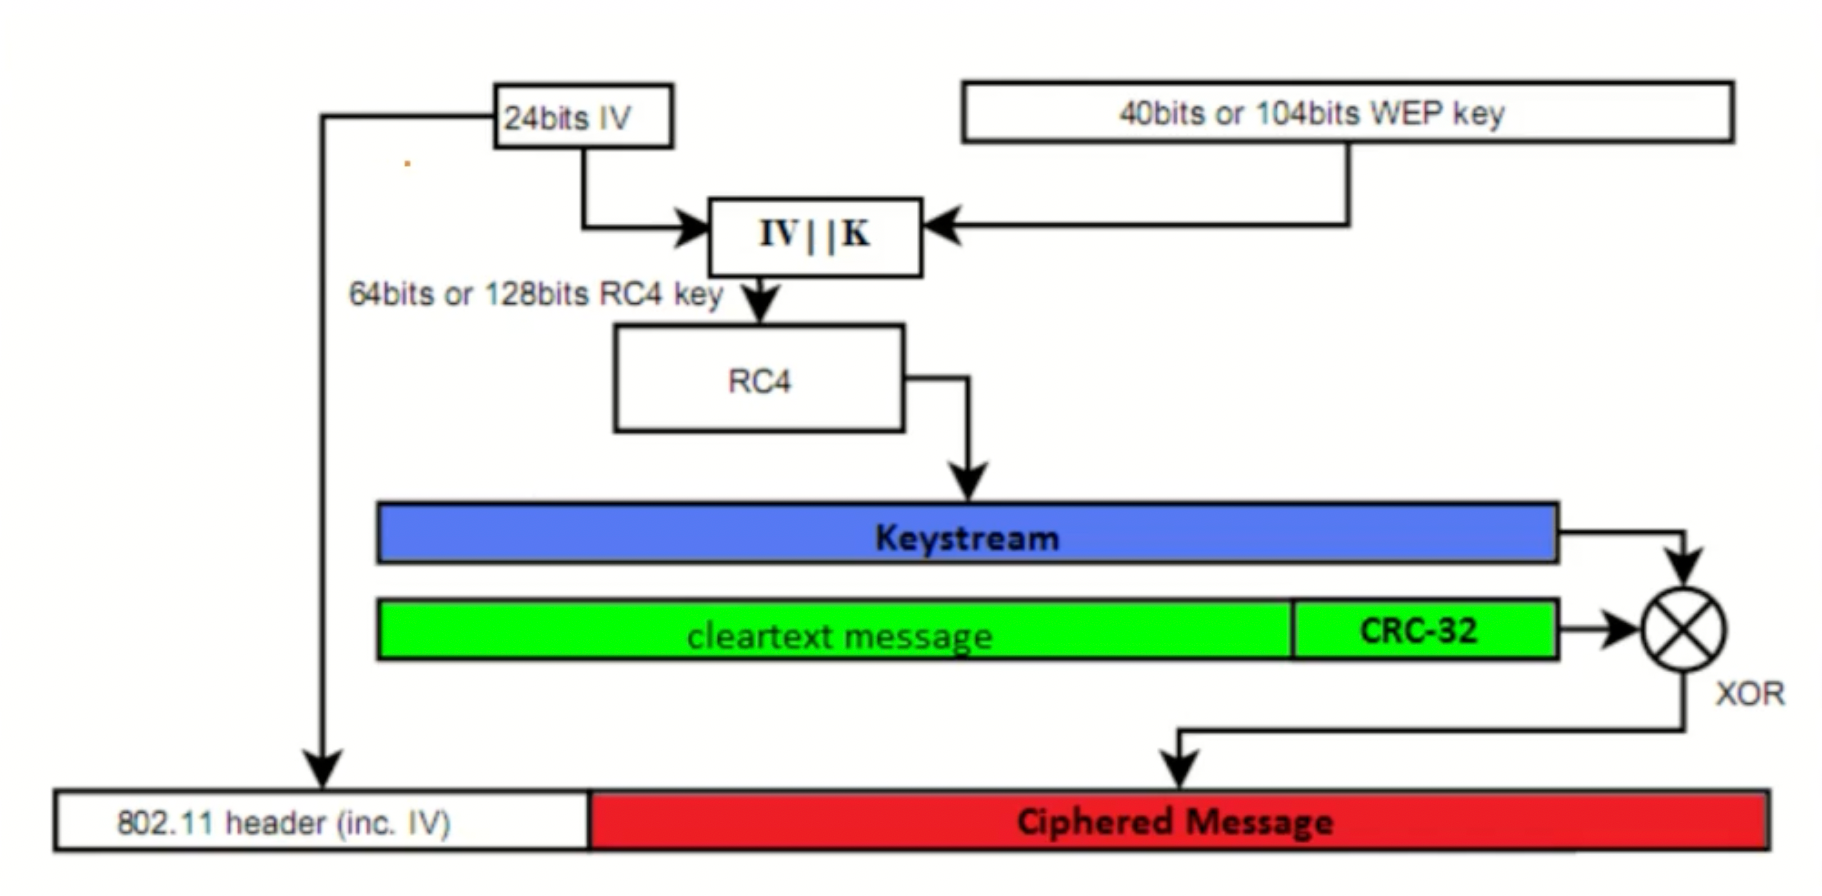 24bits IV
40bits or 104bits WEP key
IV||K
64bits or 128bits RC4 key
RC4
Keystream
cleartext message
CRC-32
XOR
802.11 header (inc. IV)
Ciphered Message